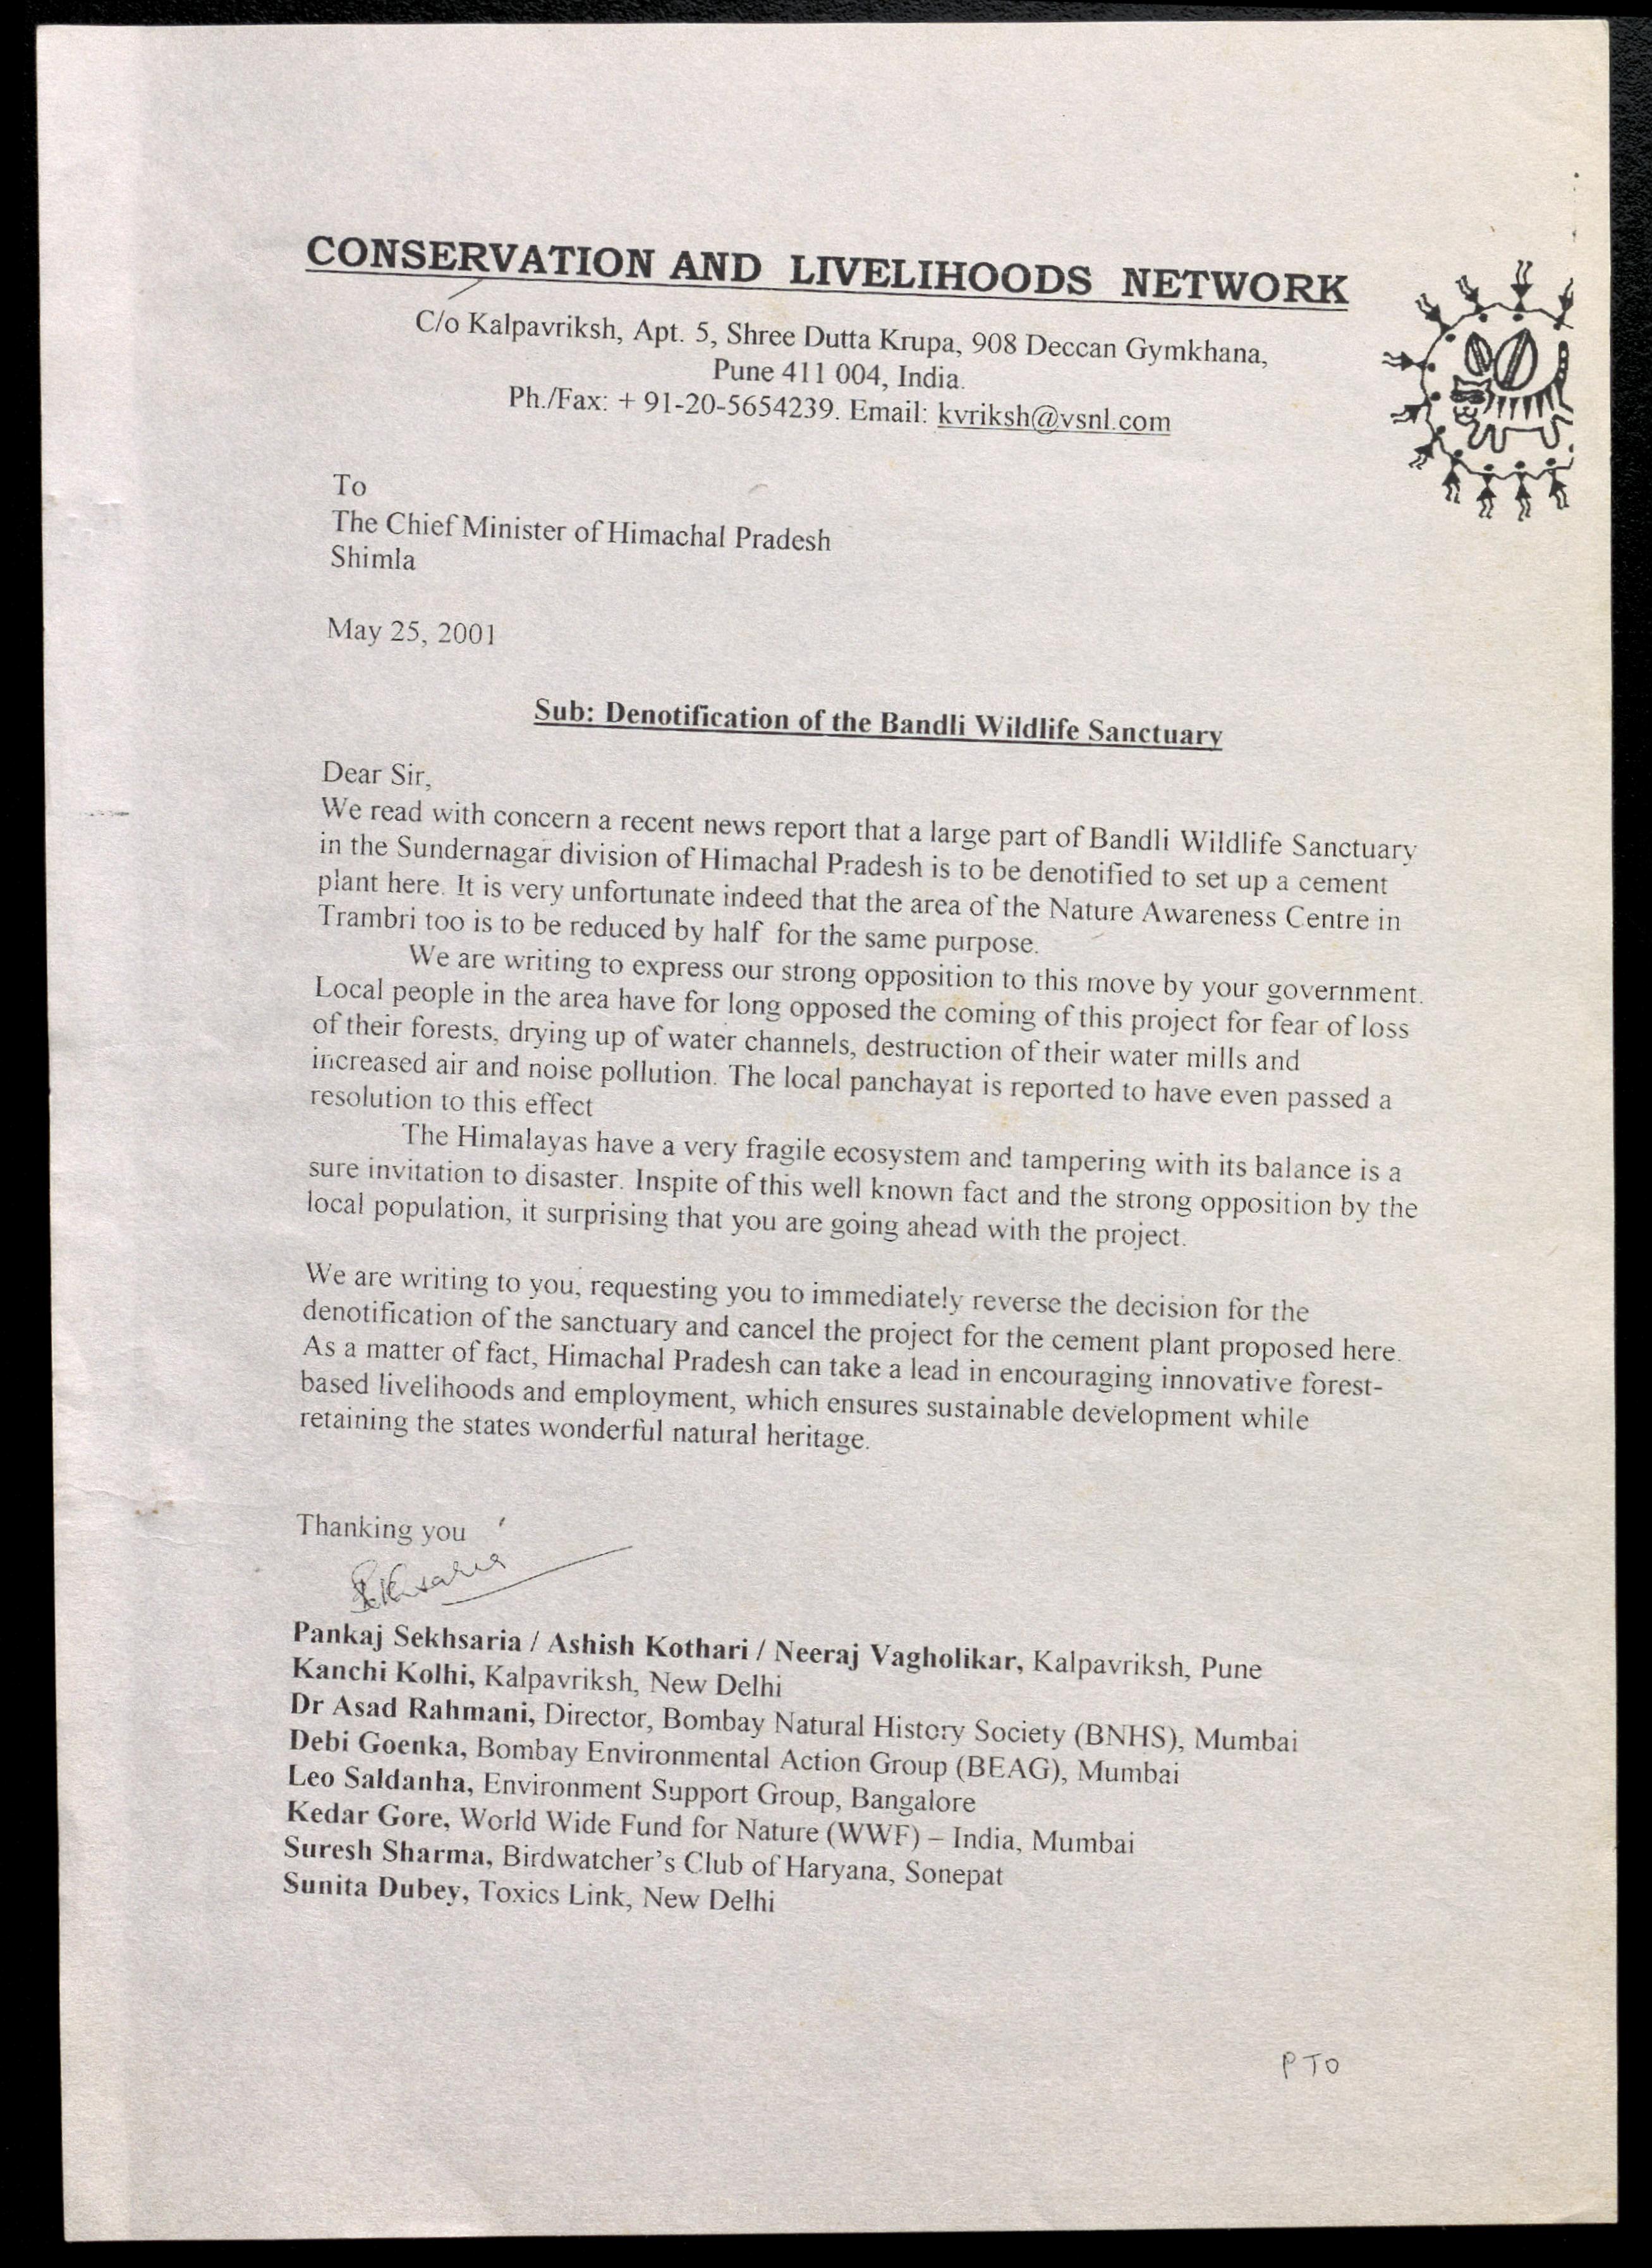 CONSERVATION AND LIVELIHOODS NETWORK
C/o Kalpavriksh, Apt. 5, Shree Dutta Krupa, 908 Deccan Gymkhana,
Pune 411 004, India.
Ph./Fax: + 91-20-5654239. Email: kvriksh@vsnl.com
To
The Chief Minister of Himachal Pradesh
Shimla
May 25, 2001
Sub: Denotification of the Bandli Wildlife Sanctuary
Dear Sir,
We read with concern a recent news report that a large part of Bandli Wildlife Sanctuary
in the Sundernagar division of Himachal Pradesh is to be denotified to set up a cement
plant here. It is very unfortunate indeed that the area of the Nature Awareness Centre in
Trambri too is to be reduced by half for the same purpose.
We are writing to express our strong opposition to this move by your government.
Local people in the area have for long opposed the coming of this project for fear of loss
of their forests, drying up of water channels, destruction of their water mills and
increased air and noise pollution. The local panchayat is reported to have even passed a
resolution to this effect
The Himalayas have a very fragile ecosystem and tampering with its balance is a
sure invitation to disaster. Inspite of this well known fact and the strong opposition by the
local population, it surprising that you are going ahead with the project.
We are writing to you, requesting you to immediately reverse the decision for the
denotification of the sanctuary and cancel the project for the cement plant proposed here.
As a matter of fact, Himachal Pradesh can take a lead in encouraging innovative forest-
based livelihoods and employment, which ensures sustainable development while
retaining the states wonderful natural heritage.
Thanking you
Pankaj Sekhsaria / Ashish Kothari / Neeraj Vagholikar, Kalpavriksh, Pune
Kanchi Kolhi, Kalpavriksh, New Delhi
Dr Asad Rahmani, Director, Bombay Natural History Society (BNHS), Mumbai
Debi Goenka, Bombay Environmental Action Group (BEAG), Mumbai
Leo Saldanha, Environment Support Group, Bangalore
Kedar Gore, World Wide Fund for Nature (WWF) – India, Mumbai
Suresh Sharma, Birdwatcher's Club of Haryana, Sonepat
Sunita Dubey, Toxics Link, New Delhi
PTO